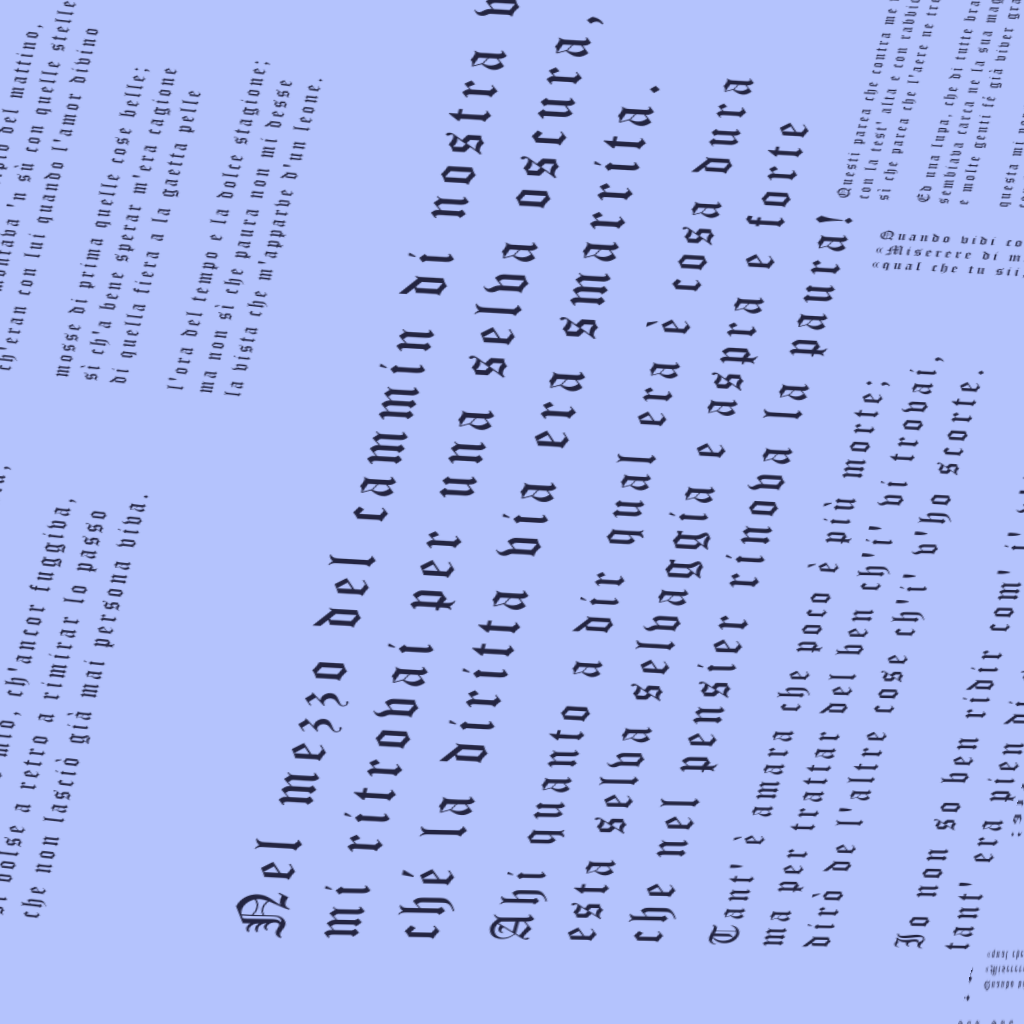 Nel mezzo del cammin di nostra
mi ritrovai per una selva oscura,
ché la diritta via era smarrita.
Ahi quanto a dir qual era è cosa dura
esta selva selvaggia e aspra e forte
che nel pensier rinova la paura!
Tant' è amara che poco è più morte;
ma per trattar del ben ch'i' vi trovai,
dirò de l'altre cose ch'i' v'ho scorte.
Io non so ben ridir com' i'
tant' era pien di
mio, ch'ancor fuggiva,
si volse a retro a rimirar lo passo
che non lasciò già mai persona viva.
del mattino,
montava 'n sù con quelle stelle
ch'eran con lui quando l'amor divino
mosse di prima quelle cose belle;
sì ch'a bene sperar m'era cagione
di quella fiera a la gaetta pelle
l'ora del tempo e la dolce stagione;
ma non sì che paura non mi desse
la vista che m'apparve d'un leone.
Questi parea che contra me
con la test' alta e con
sì che parea che l'aere ne
Ed una lupa, che di tutte
sembiava carca ne la sua
e molte genti fé già viver
questa mi
Quando vidi
«Miserere di
«qual che tu